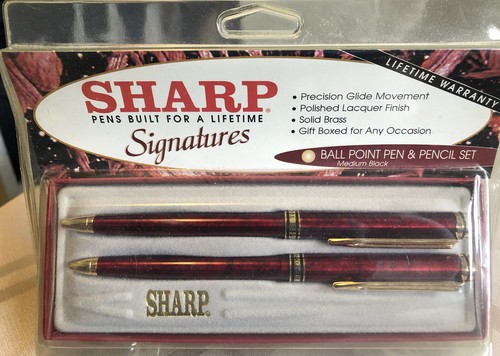 SHARP®
PENS BUILT FOR A LIFETIME
Signatures
• Precision Glide Movement
• Polished Lacquer Finish
• Solid Brass
• Gift Boxed for Any Occasion
LIFETIME WARRANTY
BALL POINT PEN & PENCIL SET
Medium Black
SHARP®